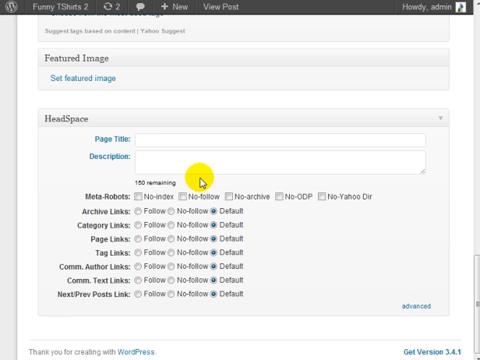 Funny TShirts 2 2 + New View Post Howdy, admin
Suggest tags based on content | Yahoo Suggest
Featured Image
Set featured image
HeadSpace
Page Title:
Description:
150 remaining
Meta-Robots: No-index No-follow No-archive No-ODP No-Yahoo Dir
Archive Links: Follow No-follow Default
Category Links: Follow No-follow Default
Page Links: Follow No-follow Default
Tag Links: Follow No-follow Default
Comm. Author Links: Follow No-follow Default
Comm. Text Links: Follow No-follow Default
Next/Prev Posts Link: Follow No-follow Default
advanced
Thank you for creating with WordPress. Get Version 3.4.1